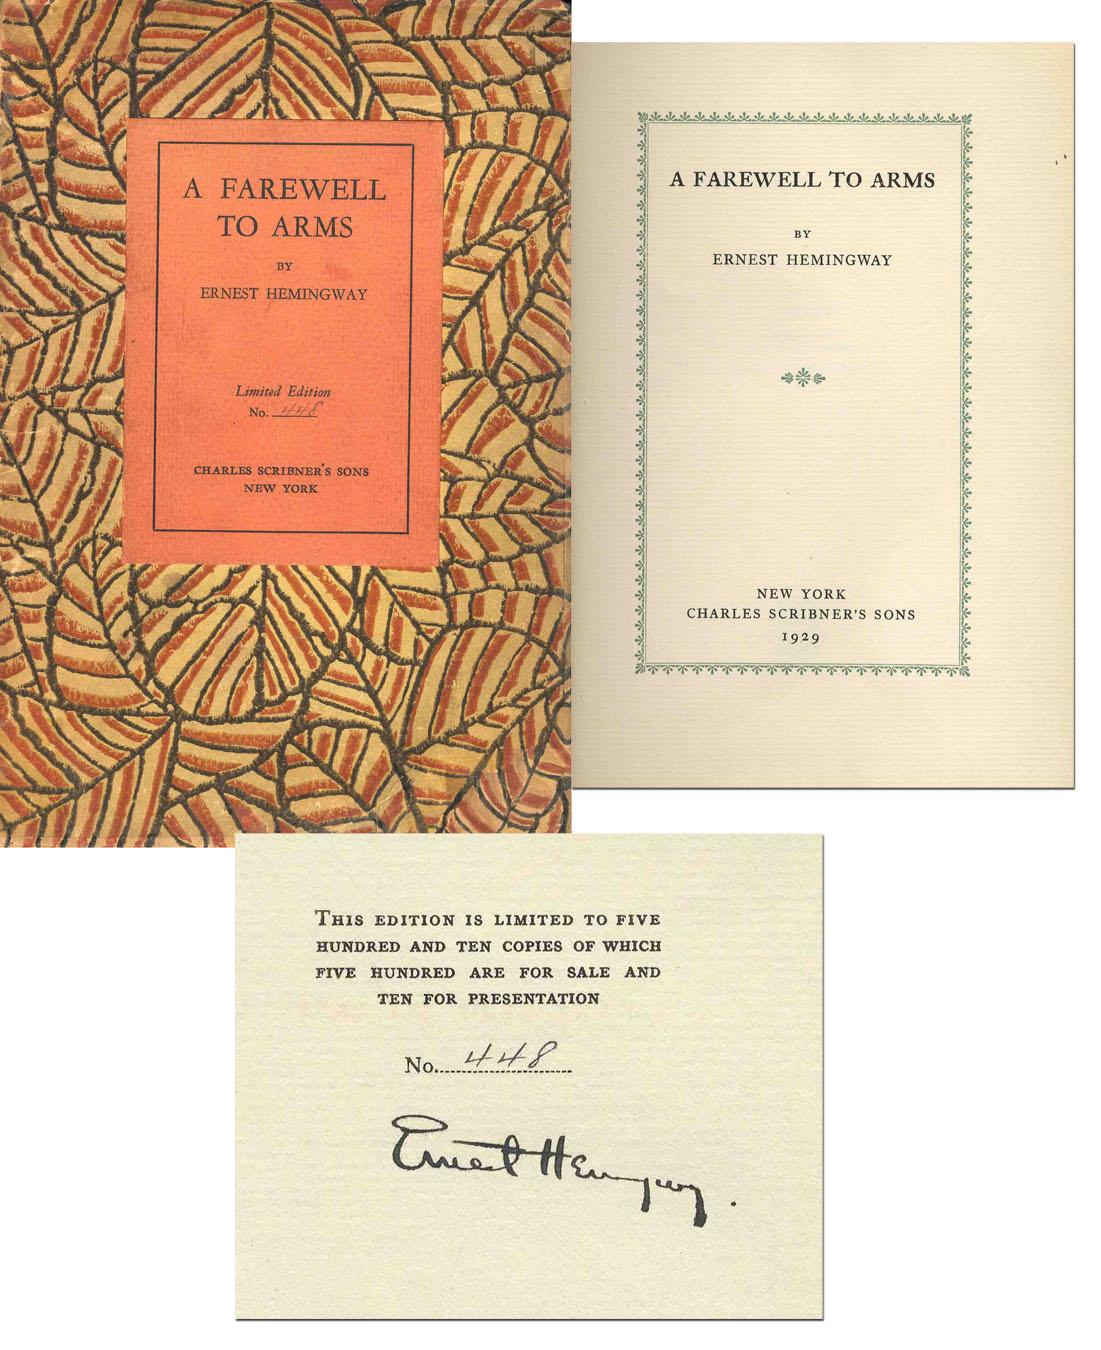 A FAREWELL
TO ARMS
BY
ERNEST HEMINGWAY
Limited Edition
No. 448
CHARLES SCRIBNER'S SONS
NEW YORK
A FAREWELL TO ARMS
BY
ERNEST HEMINGWAY
NEW YORK
CHARLES SCRIBNER'S SONS
1929
THIS EDITION IS LIMITED TO FIVE
HUNDRED AND TEN COPIES OF WHICH
FIVE HUNDRED ARE FOR SALE AND
TEN FOR PRESENTATION
No. 448
Ernest Hemingway.